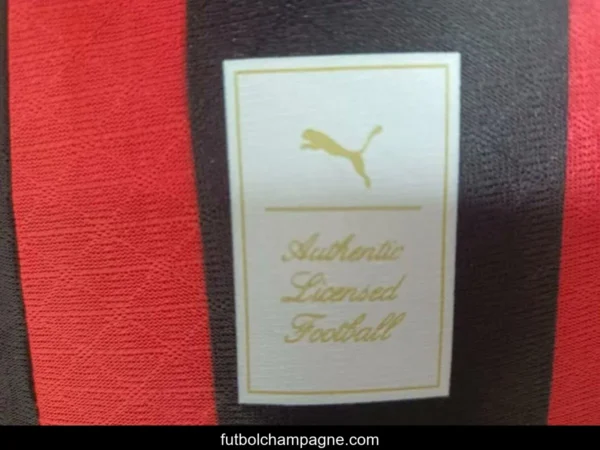 Authentic
Licensed
Football
futbolchampagne.com